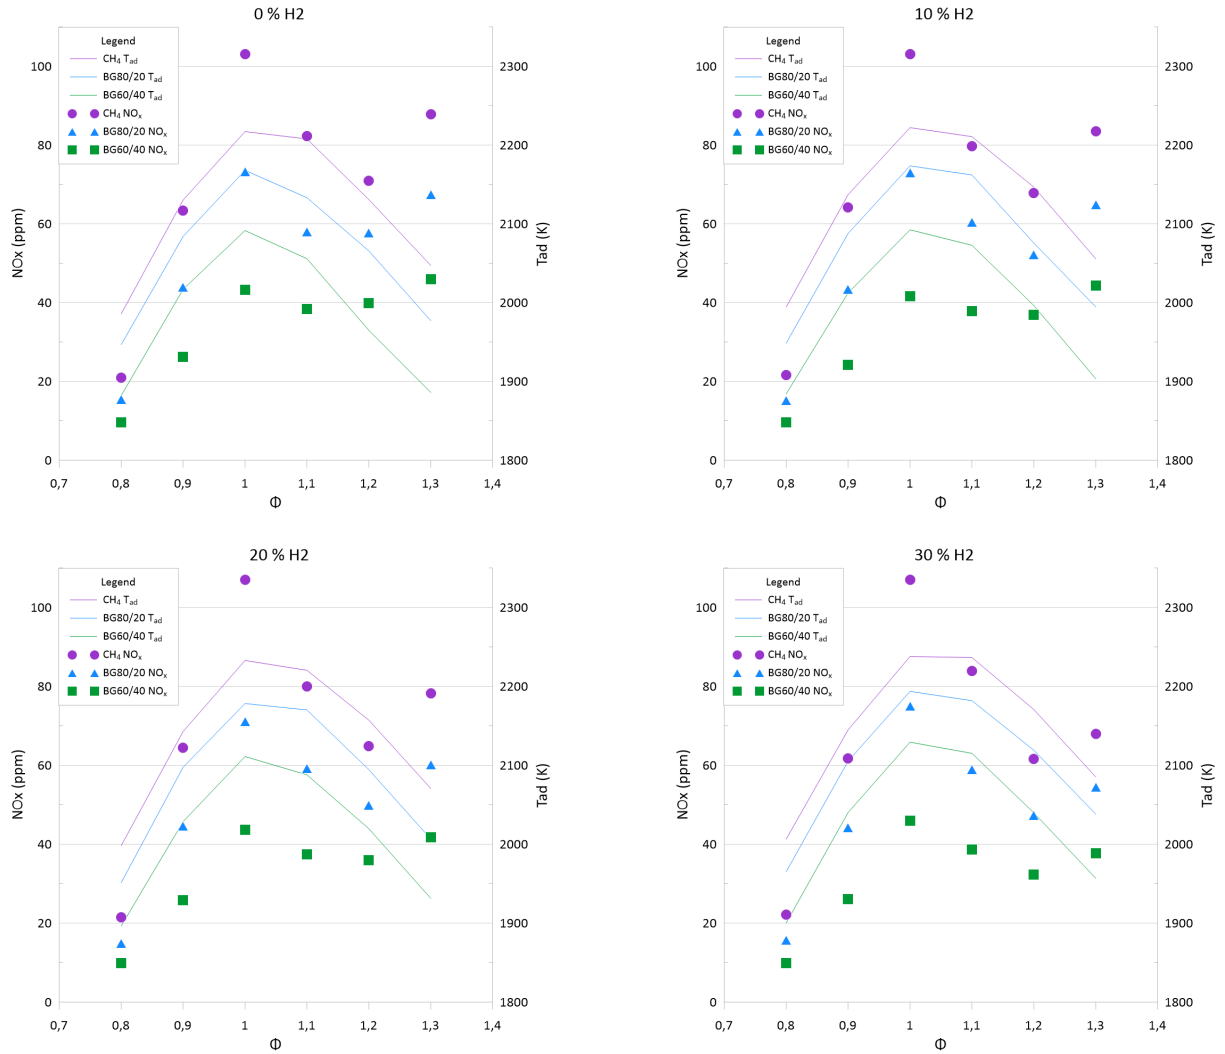 0 % H2
Legend
CH₄ Tad
BG80/20 Tad
BG60/40 Tad
CH₄ NOx
BG80/20 NOx
BG60/40 NOx
100
80
60
40
20
0
NOx (ppm)
2300
2200
2100
2000
1900
1800
Tad (K)
0,7 0,8 0,9 1 1,1 1,2 1,3 1,4
Φ
10 % H2
Legend
CH₄ Tad
BG80/20 Tad
BG60/40 Tad
CH₄ NOx
BG80/20 NOx
BG60/40 NOx
100
80
60
40
20
0
NOx (ppm)
2300
2200
2100
2000
1900
1800
Tad (K)
0,7 0,8 0,9 1 1,1 1,2 1,3 1,4
Φ
20 % H2
Legend
CH₄ Tad
BG80/20 Tad
BG60/40 Tad
CH₄ NOx
BG80/20 NOx
BG60/40 NOx
100
80
60
40
20
0
NOx (ppm)
2300
2200
2100
2000
1900
1800
Tad (K)
0,7 0,8 0,9 1 1,1 1,2 1,3 1,4
Φ
30 % H2
Legend
CH₄ Tad
BG80/20 Tad
BG60/40 Tad
CH₄ NOx
BG80/20 NOx
BG60/40 NOx
100
80
60
40
20
0
NOx (ppm)
2300
2200
2100
2000
1900
1800
Tad (K)
0,7 0,8 0,9 1 1,1 1,2 1,3 1,4
Φ